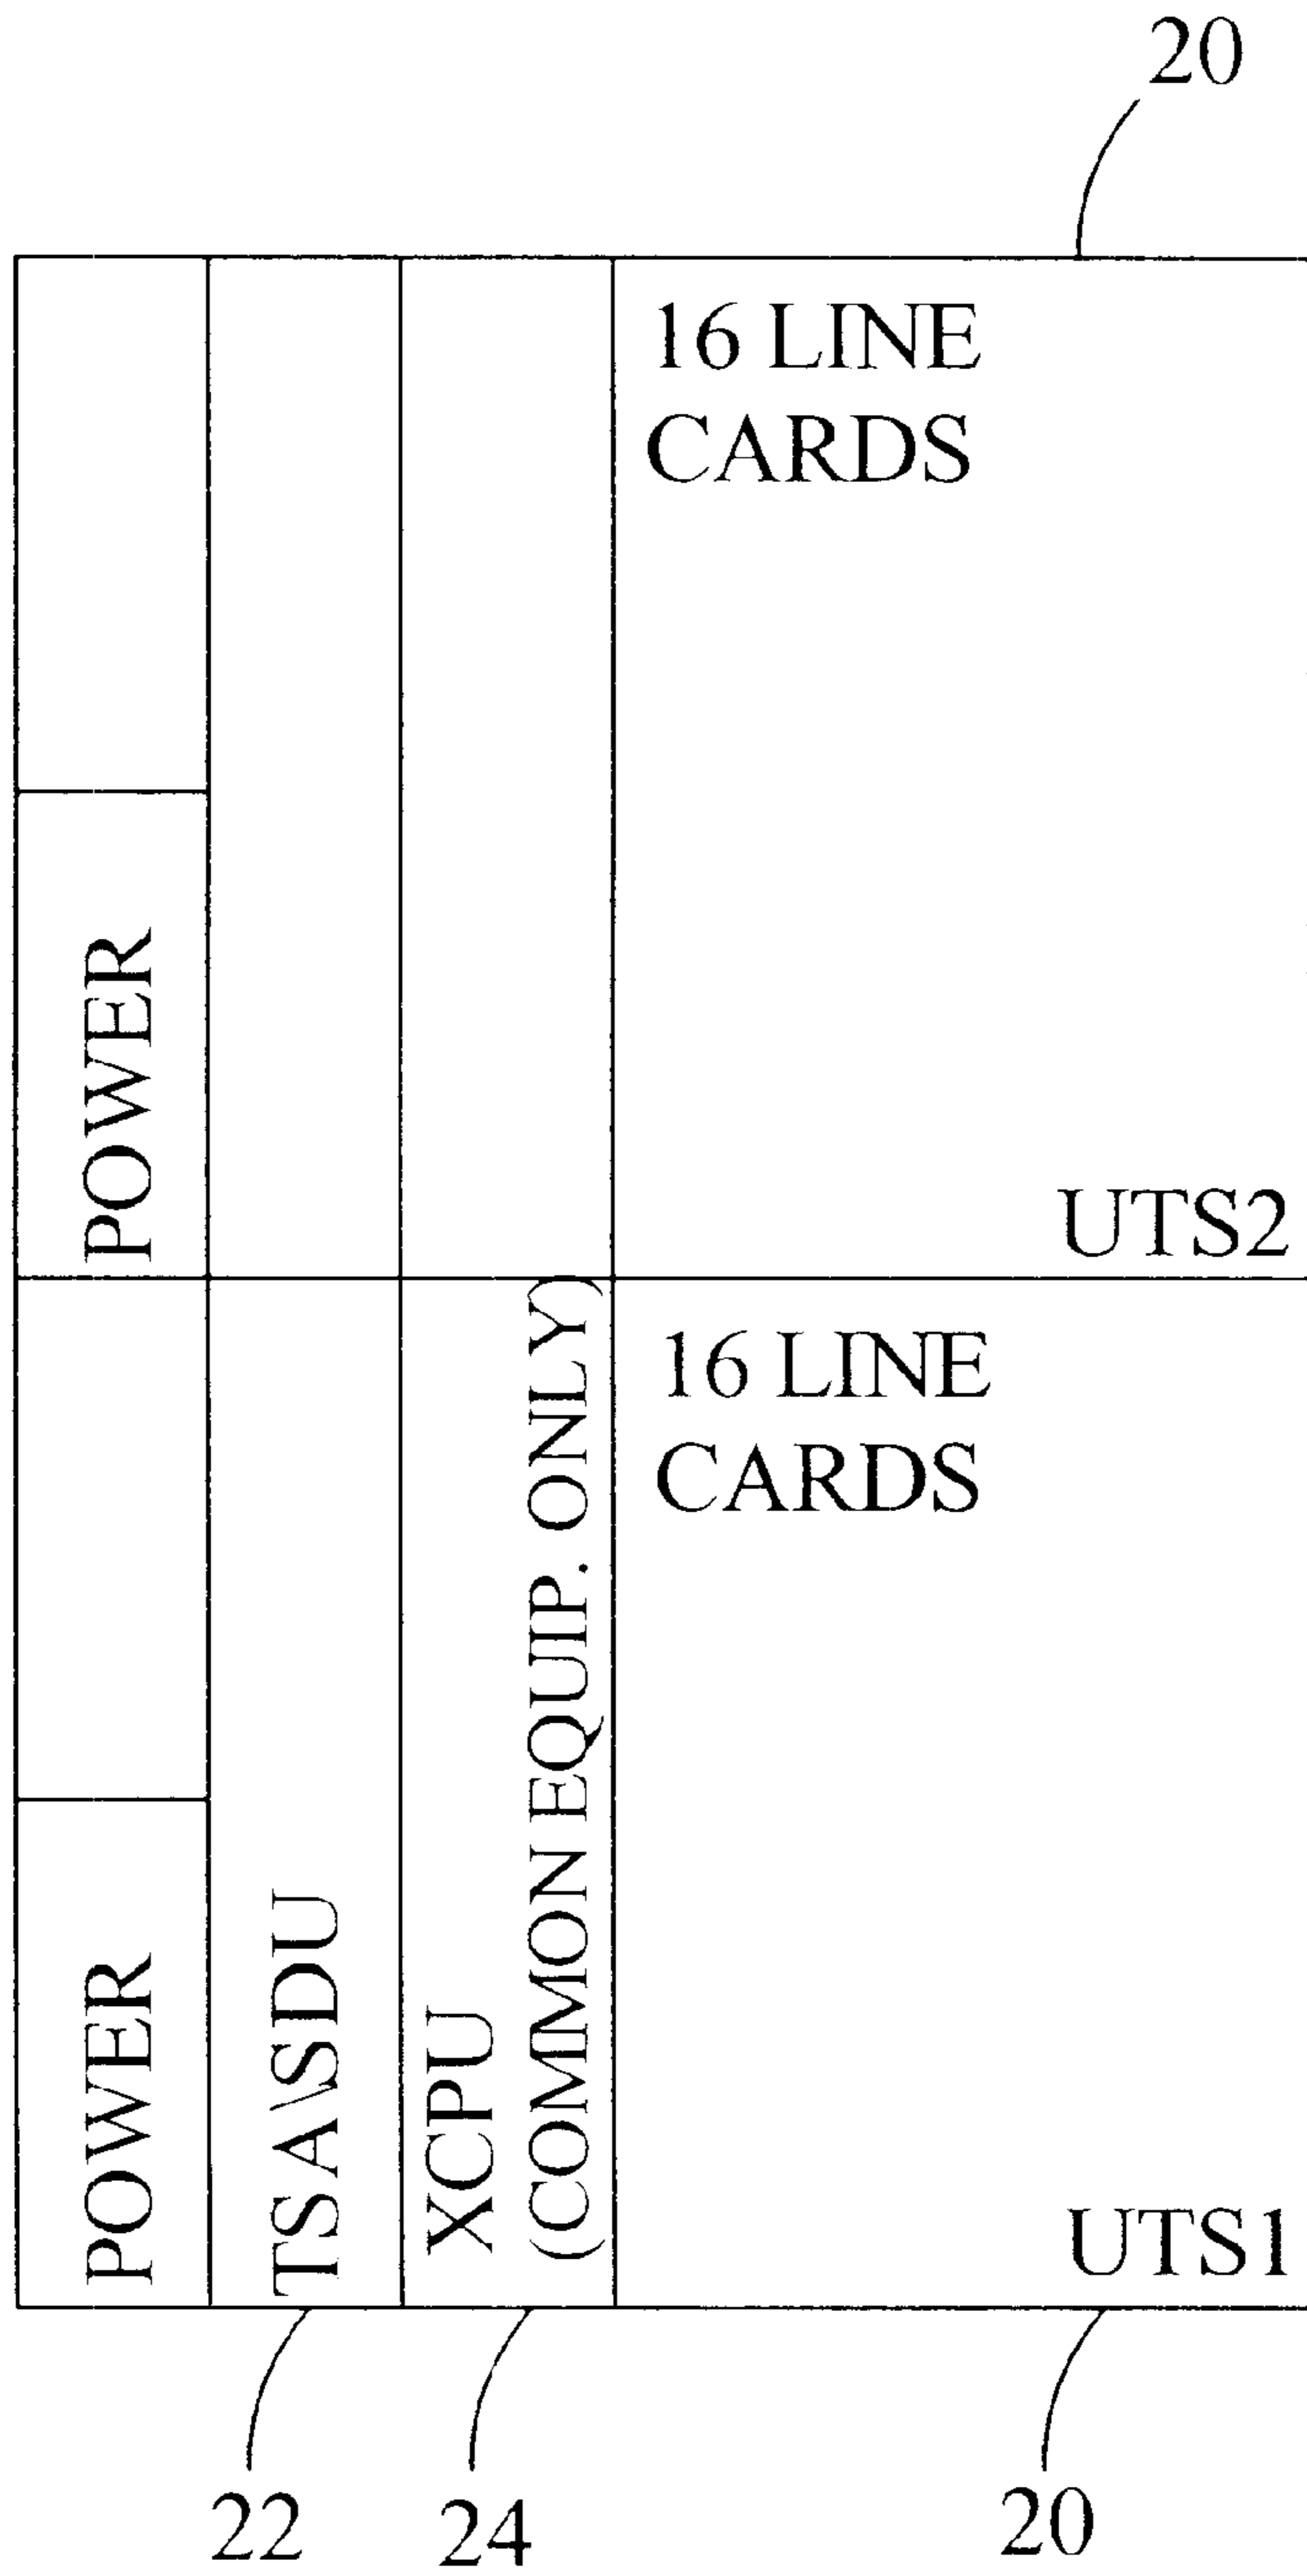 20
16 LINE
CARDS
POWER
UTS2
16 LINE
CARDS
POWER
TSA\SDU
XCPU
(COMMON EQUIP. ONLY)
UTS1
22
24
20